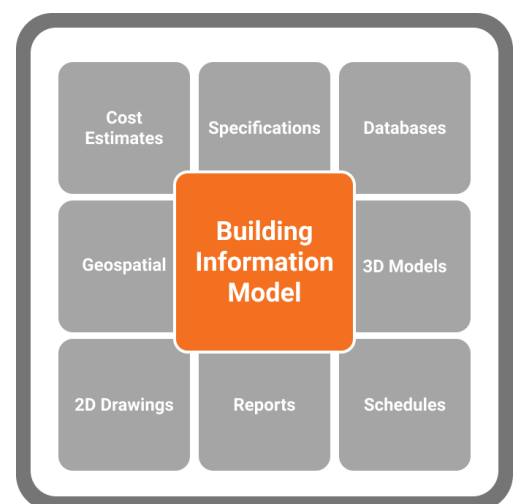 Cost
Estimates
Specifications
Databases
Geospatial
Building
Information
Model
3D Models
2D Drawings
Reports
Schedules